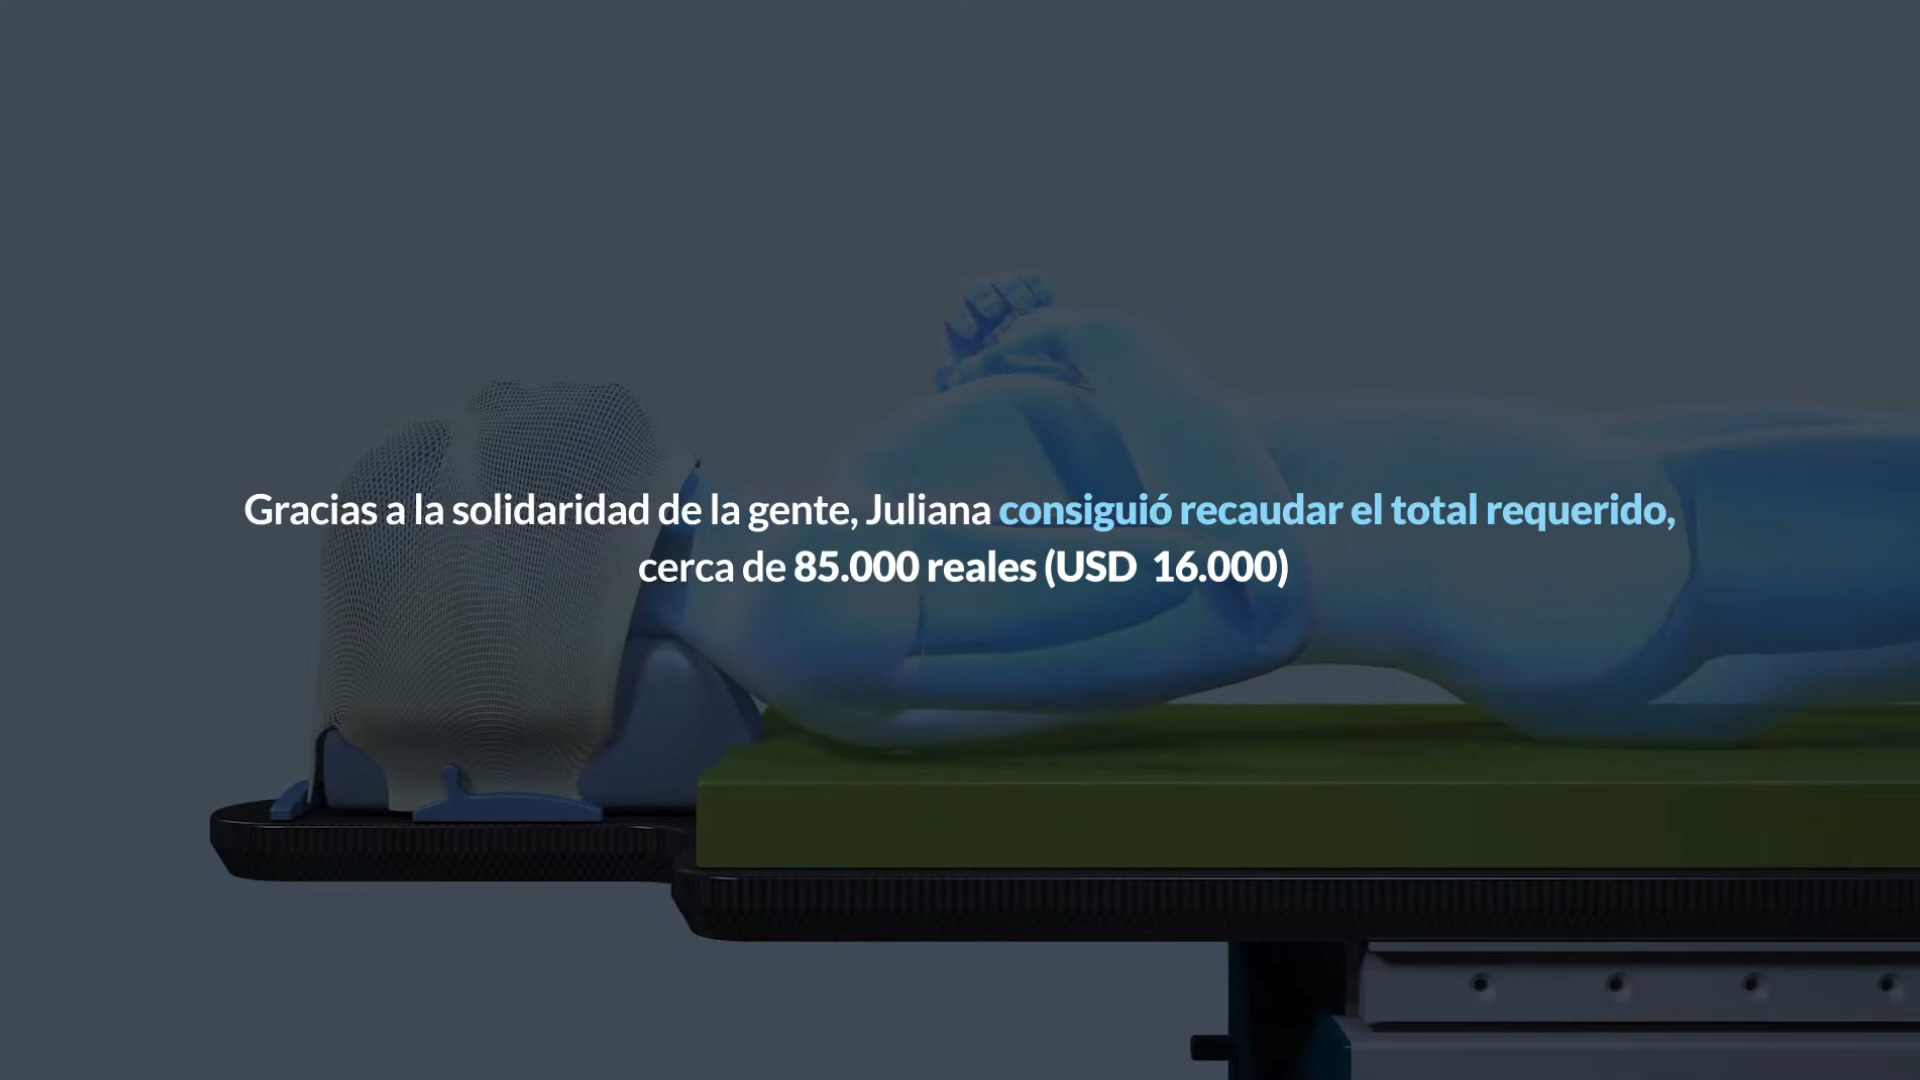 Gracias a la solidaridad de la gente, Juliana consiguió recaudar el total requerido,
cerca de 85.000 reales (USD 16.000)